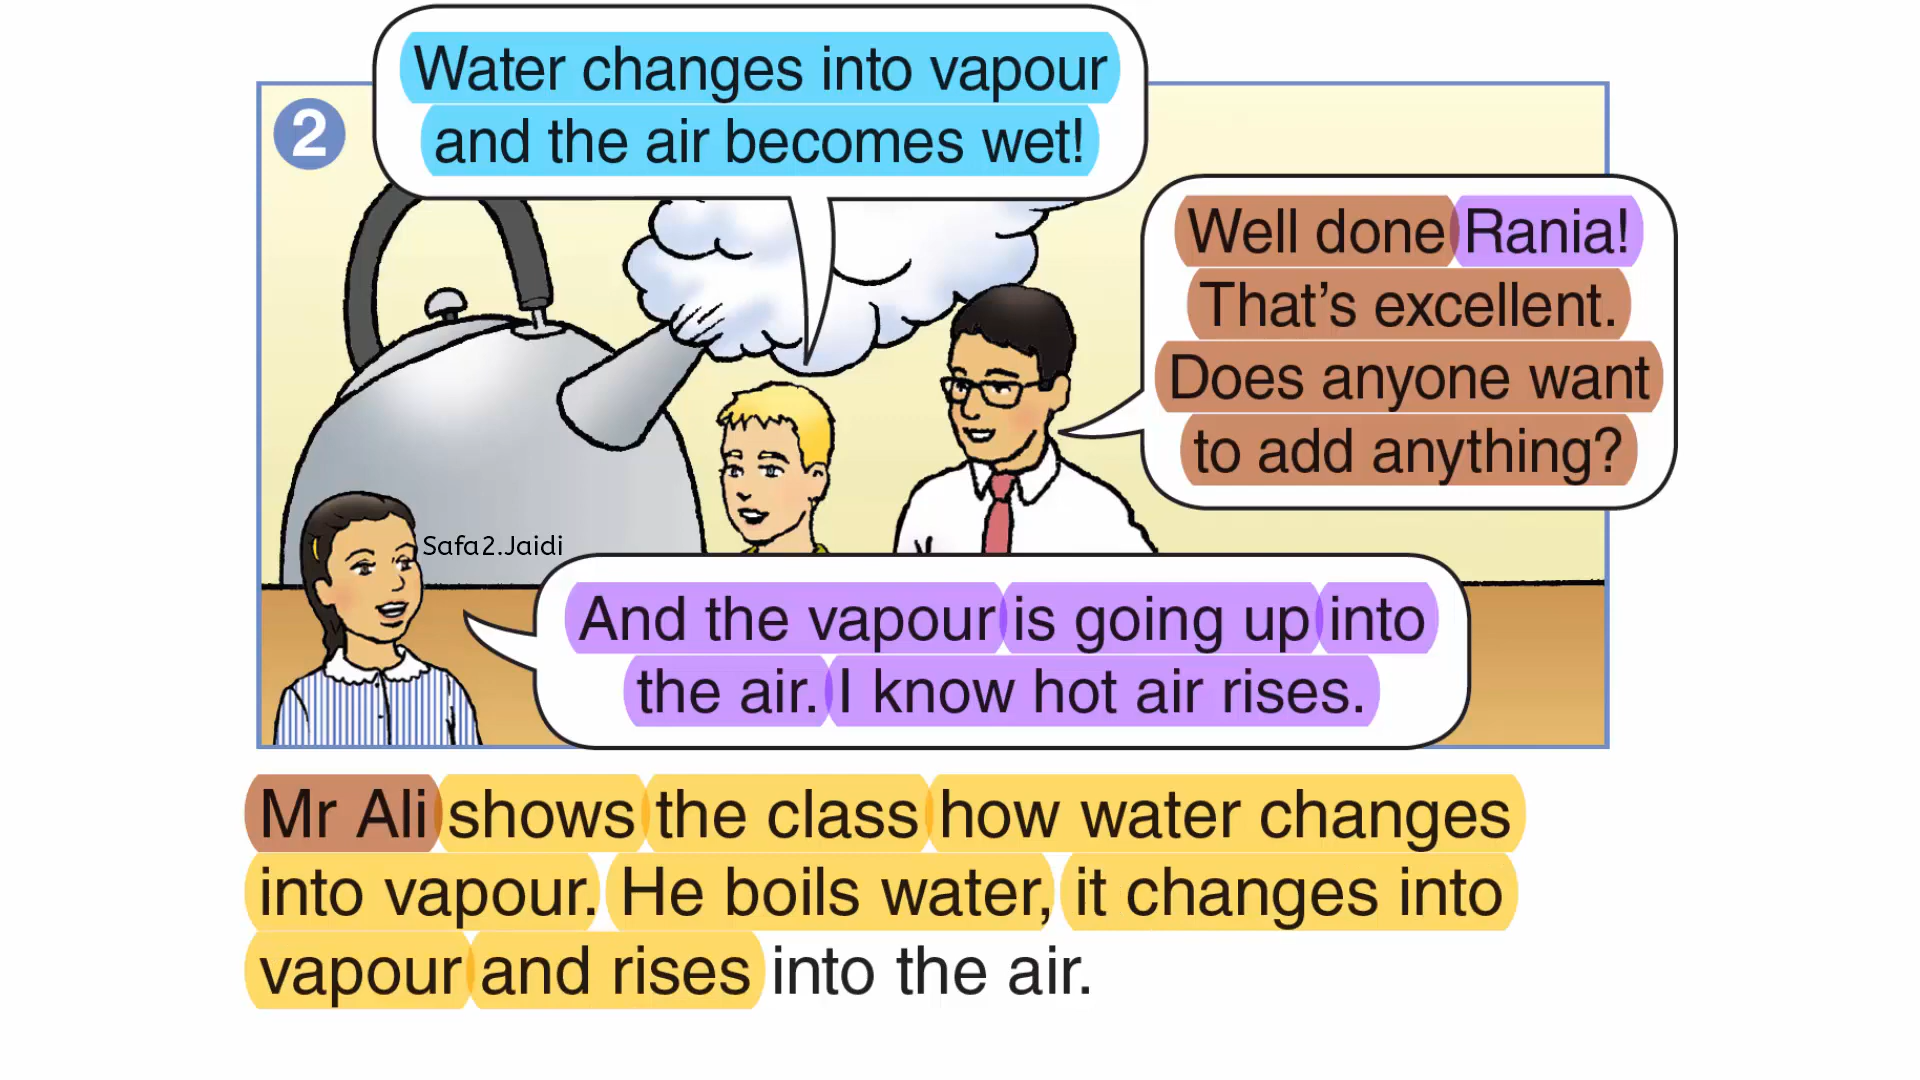 2
Water changes into vapour
and the air becomes wet!
Well done Rania!
That's excellent.
Does anyone want
to add anything?
Safa2.Jaidi
And the vapour is going up into
the air. I know hot air rises.
Mr Ali shows the class how water changes
into vapour. He boils water, it changes into
vapour and rises into the air.